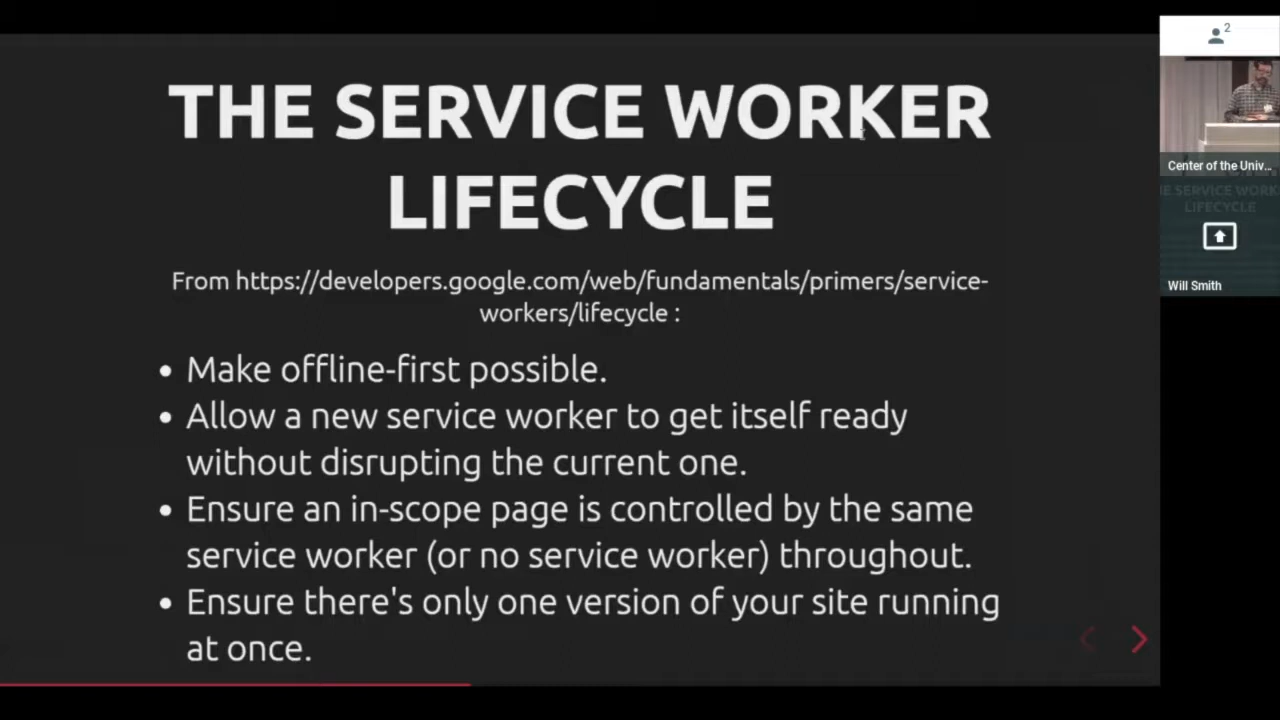 THE SERVICE WORKER
LIFECYCLE
From https://developers.google.com/web/fundamentals/primers/service-
workers/lifecycle :
• Make offline-first possible.
• Allow a new service worker to get itself ready
without disrupting the current one.
• Ensure an in-scope page is controlled by the same
service worker (or no service worker) throughout.
• Ensure there's only one version of your site running
at once.
2
Center of the Univ...
E SERVICE WORK
LIFECYCLE
Will Smith